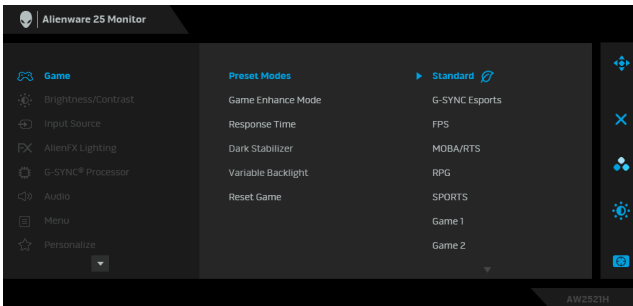 Alienware 25 Monitor
Game
Brightness/Contrast
Input Source
AlienFX Lighting
G-SYNC® Processor
Audio
Menu
Personalize
Preset Modes
Game Enhance Mode
Response Time
Dark Stabilizer
Variable Backlight
Reset Game
Standard
G-SYNC Esports
FPS
MOBA/RTS
RPG
SPORTS
Game 1
Game 2
AW2521H